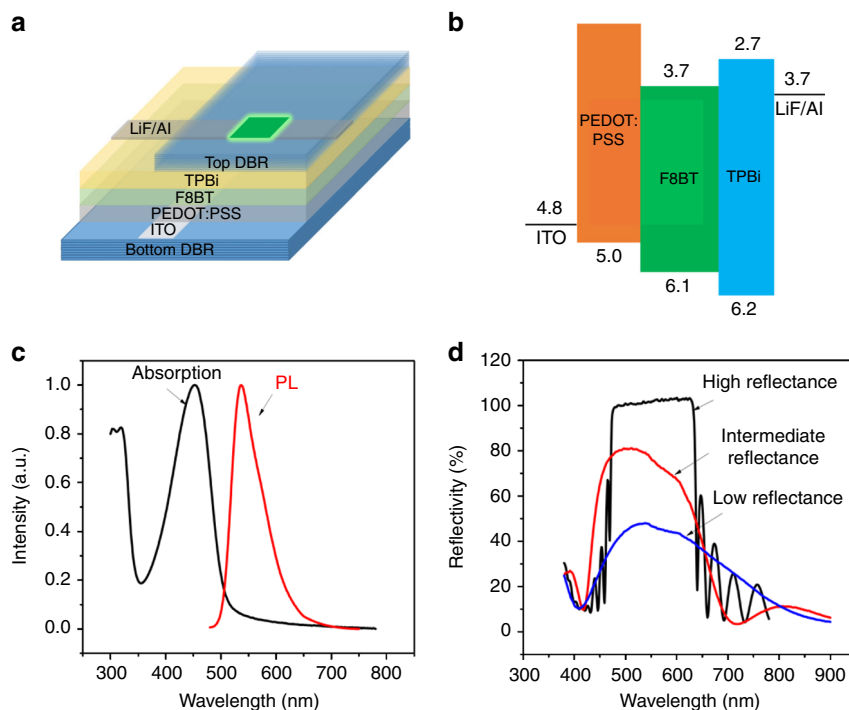 a
LiF/Al
Top DBR
TPBi
F8BT
PEDOT:PSS
ITO
Bottom DBR
b
2.7
3.7
3.7
LiF/Al
PEDOT:
PSS
F8BT
TPBi
4.8
ITO
5.0
6.1
6.2
c
Absorption
PL
1.0
0.8
0.6
0.4
0.2
0.0
Intensity (a.u.)
300 400 500 600 700 800
Wavelength (nm)
d
120
100
80
60
40
20
0
Reflectivity (%)
High reflectance
Intermediate
reflectance
Low reflectance
300 400 500 600 700 800 900
Wavelength (nm)